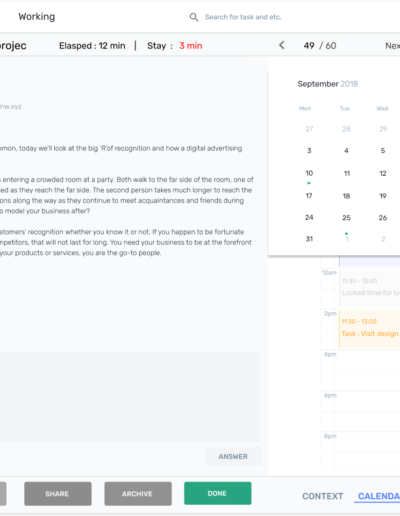 Working
Search for task and etc.
projec
Elasped : 12 min | Stay : 3 min
49 / 60
Nex
nw.xyz
September 2018
Mon Tue Wed
27 28 29
3 4 5
10 11 12
17 18 19
24 25 26
31 1 2
mon, today we'll look at the big 'R'of recognition and how a digital advertising
s entering a crowded room at a party. Both walk to the far side of the room, one of
ed as they reach the far side. The second person takes much longer to reach the
ons along the way as they continue to meet acquaintances and friends during
o model your business after?
stomers' recognition whether you know it or not. If you happen to be fortunate
mpetitors, that will not last for long. You need your business to be at the forefront
your products or services, you are the go-to people.
12am
11:30 - 13:00
Locked time for lu
2pm
11:30 - 13:00
Task : Visit design
4pm
6pm
8pm
ANSWER
SHARE
ARCHIVE
DONE
CONTEXT
CALENDA